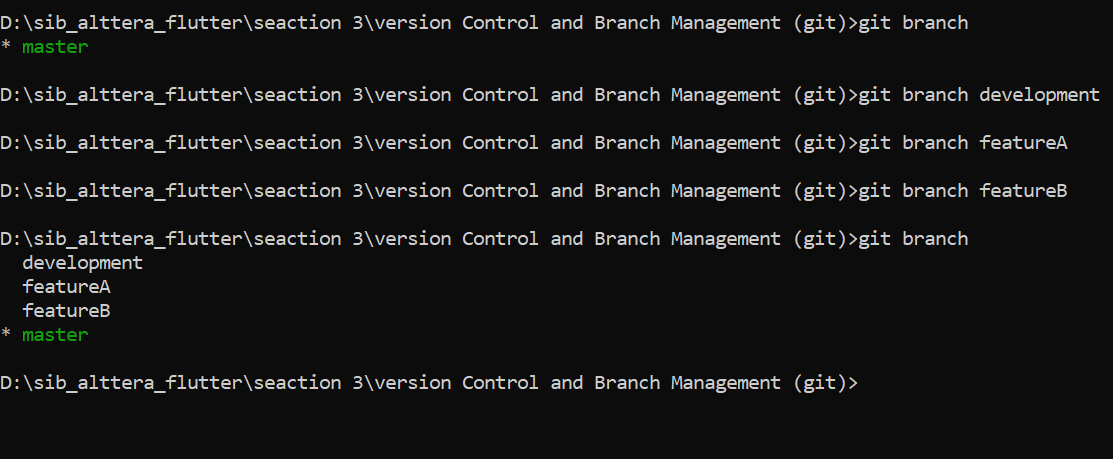 D:\sib_alttera_flutter\seaction 3\version Control and Branch Management (git)>git branch
* master
D:\sib_alttera_flutter\seaction 3\version Control and Branch Management (git)>git branch development
D:\sib_alttera_flutter\seaction 3\version Control and Branch Management (git)>git branch featureA
D:\sib_alttera_flutter\seaction 3\version Control and Branch Management (git)>git branch featureB
D:\sib_alttera_flutter\seaction 3\version Control and Branch Management (git)>git branch
  development
  featureA
  featureB
* master
D:\sib_alttera_flutter\seaction 3\version Control and Branch Management (git)>